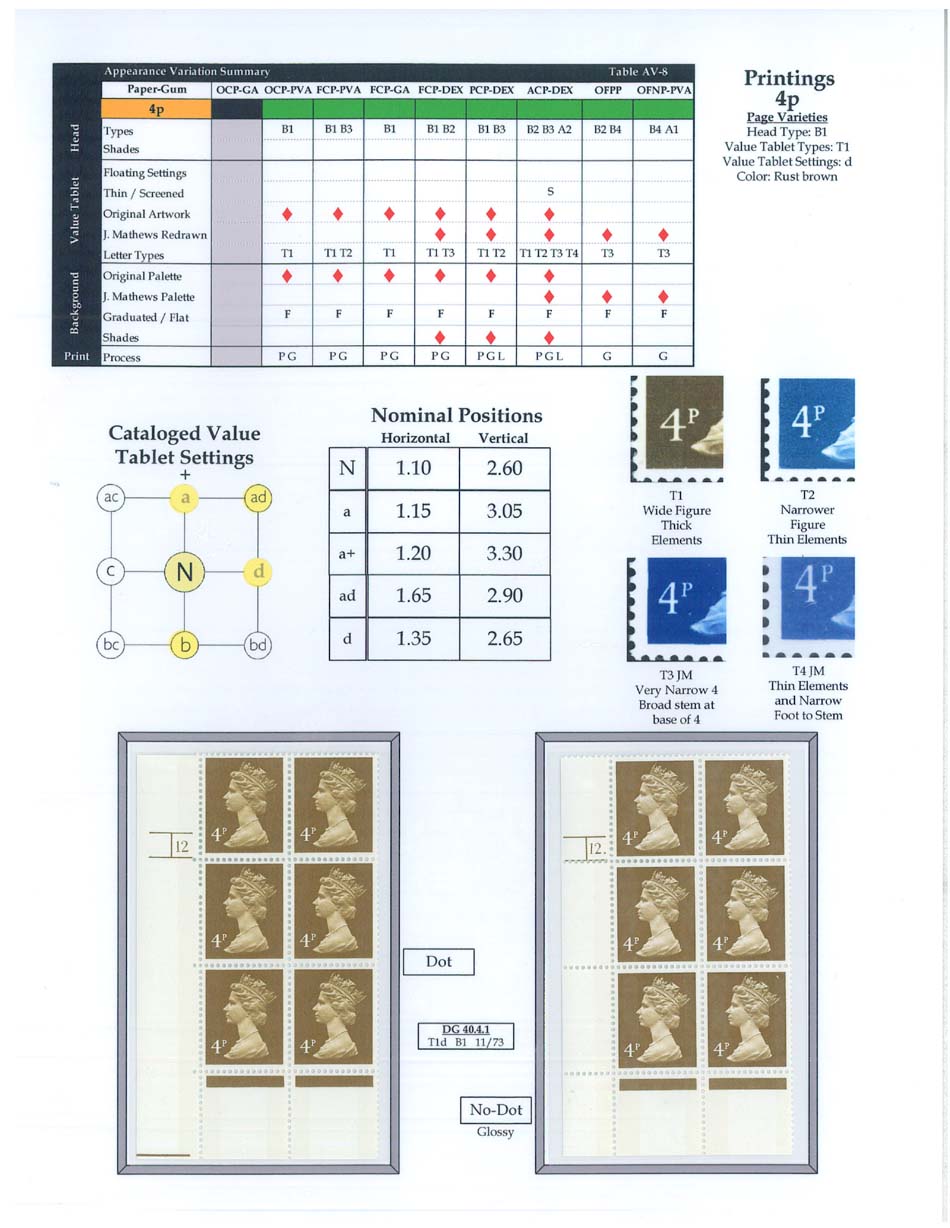 Appearance Variation Summary Table AV-8
Paper-Gum OCP-GA OCP-PVA FCP-PVA FCP-GA FCP-DEX PCP-DEX ACP-DEX OFPP OFNP-PVA
4p
Head
Types B1 B1 B3 B1 B1 B2 B1 B3 B2 B3 A2 B2 B4 B4 A1
Shades
Value Tablet
Floating Settings
Thin / Screened S
Original Artwork ♦ ♦ ♦ ♦ ♦ ♦
J. Mathews Redrawn ♦ ♦ ♦ ♦ ♦
Letter Types T1 T1 T2 T1 T1 T3 T1 T2 T1 T2 T3 T4 T3 T3
Background
Original Palette ♦ ♦ ♦ ♦ ♦ ♦
J. Mathews Palette ♦ ♦ ♦
Graduated / Flat F F F F F F F F
Shades ♦ ♦ ♦
Print Process P G P G P G P G P G L P G L G G
Printings
4p
Page Varieties
Head Type: B1
Value Tablet Types: T1
Value Tablet Settings: d
Color: Rust brown
Cataloged Value
Tablet Settings
+
ac a ad
c N d
bc b bd
Nominal Positions
Horizontal Vertical
N 1.10 2.60
a 1.15 3.05
a+ 1.20 3.30
ad 1.65 2.90
d 1.35 2.65
4P
T1
Wide Figure
Thick
Elements
4P
T2
Narrower
Figure
Thin Elements
4P
T3 JM
Very Narrow 4
Broad stem at
base of 4
4P
T4 JM
Thin Elements
and Narrow
Foot to Stem
4P 4P
12
4P 4P
4P 4P
Dot
DG 40.4.1
T1d B1 11/73
No-Dot
Glossy
4P 4P
12.
4P 4P
4P 4P